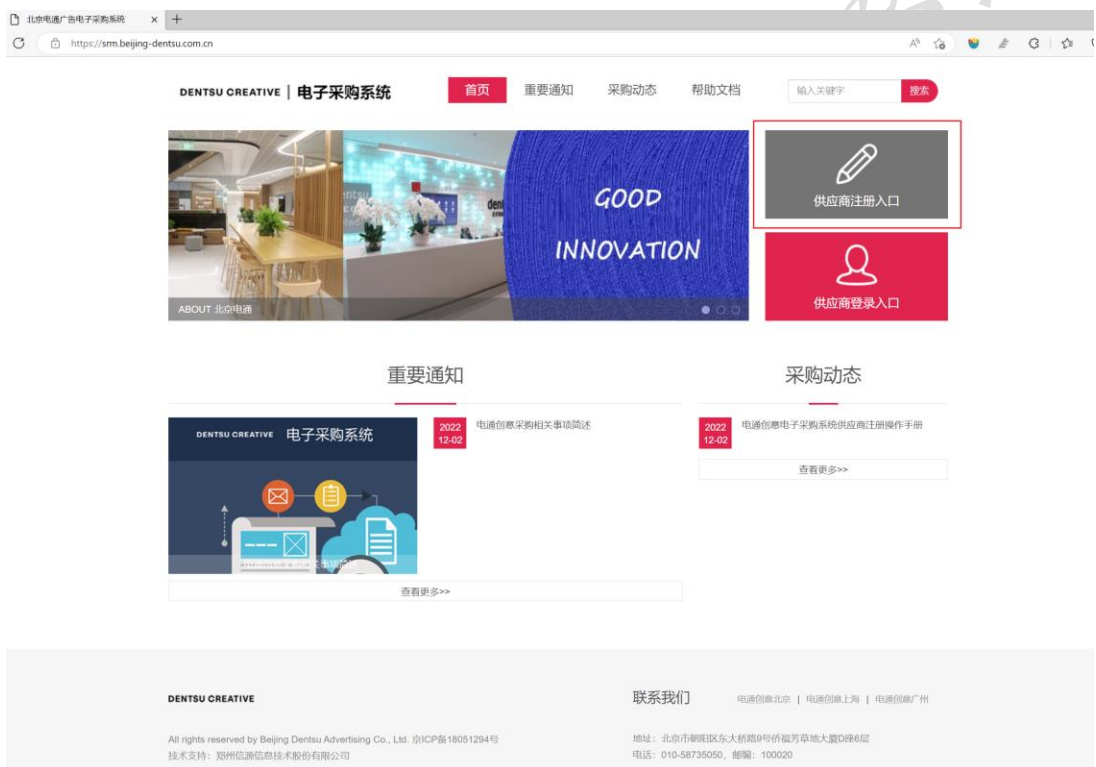 北京电通广告电子采购系统
https://srm.beijing-dentsu.com.cn
DENTSU CREATIVE | 电子采购系统
首页
重要通知
采购动态
帮助文档
输入关键字
搜索
GOOD
INNOVATION
ABOUT 北京电通
供应商注册入口
供应商登录入口
重要通知
DENTSU CREATIVE 电子采购系统
2022
12-02
电通创意采购相关事项简述
查看更多>>
采购动态
2022
12-02
电通创意电子采购系统供应商注册操作手册
查看更多>>
DENTSU CREATIVE
All rights reserved by Beijing Dentsu Advertising Co., Ltd. 京ICP备18051294号
技术支持：郑州信源信息技术股份有限公司
联系我们
电通创意北京 | 电通创意上海 | 电通创意广州
地址：北京市朝阳区东大桥路9号侨福芳草地大厦D座6层
电话：010-58735050，邮编：100020